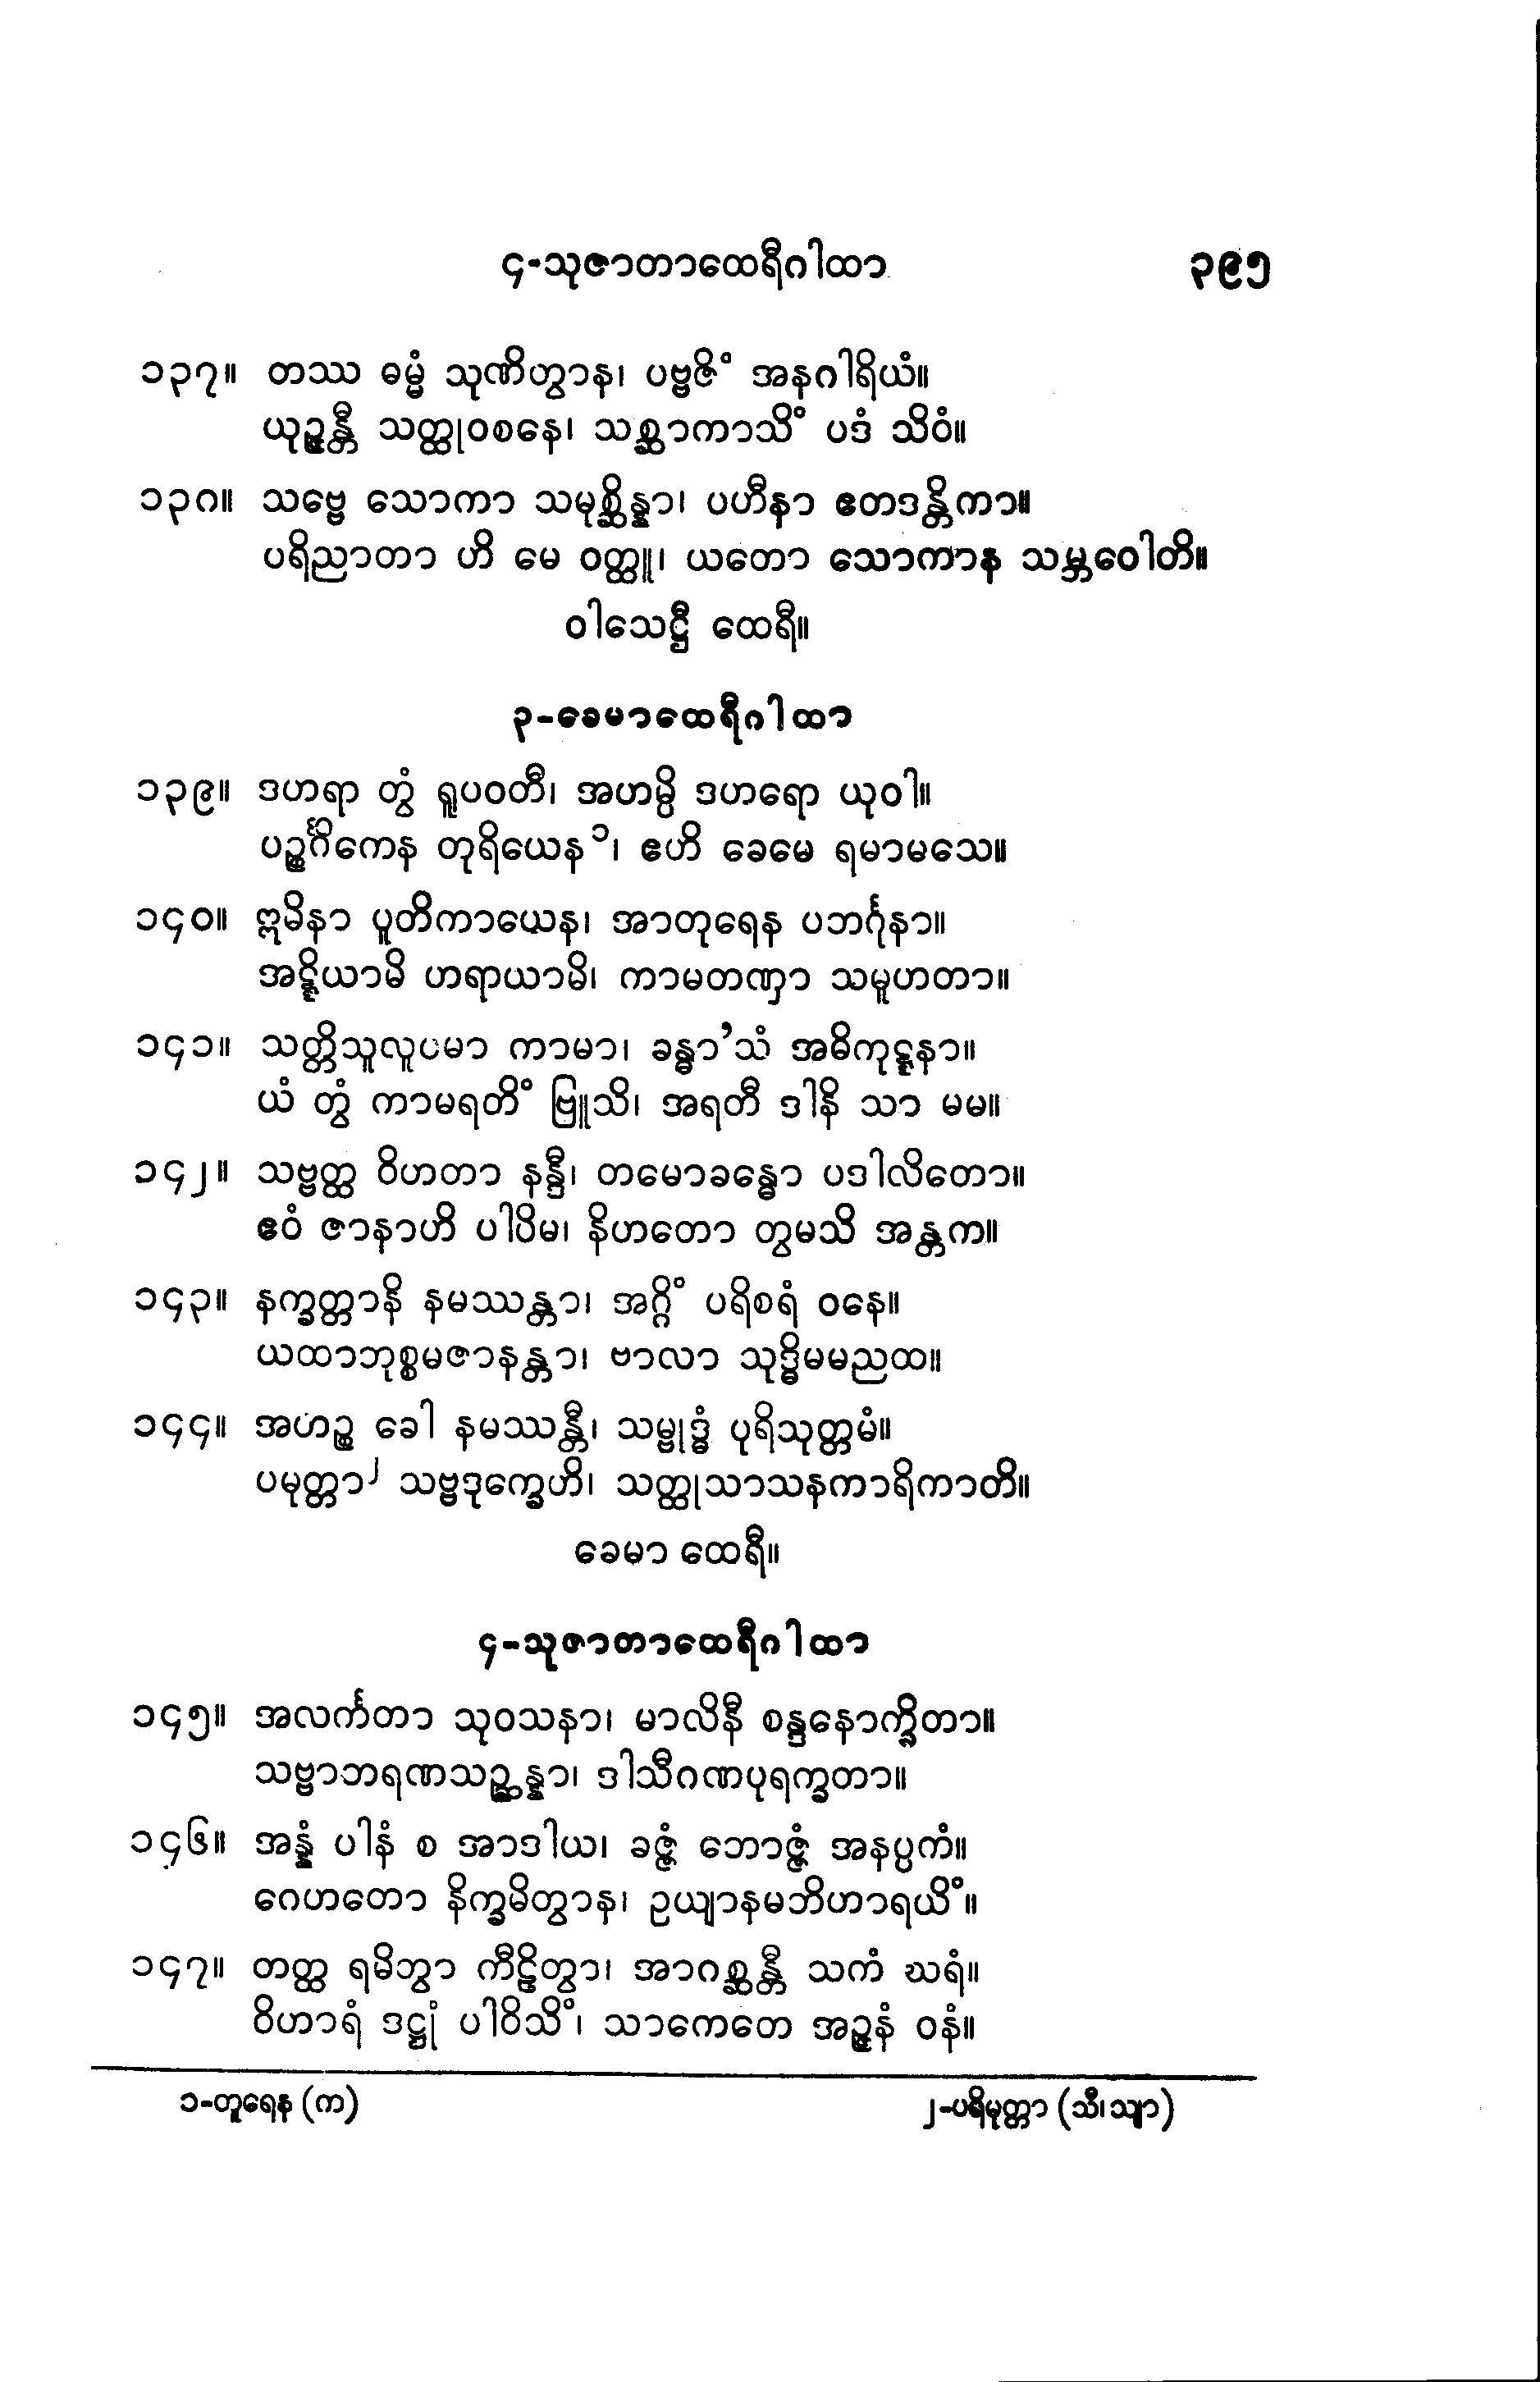 ၄-သုဇာတာထေရီဂါထာ ၃၉၅
၁၃၇။ တဿ ဓမ္မံ သုဏိတွာန၊ ပဗ္ဗဇိံ အနဂါရိယံ။
ယုဉ္ဇန္တီ သတ္ထုဝစနေ၊ သစ္ဆာကာသိံ ပဒံ သိဝံ။
၁၃၈။ သဗ္ဗေ သောကာ သမုစ္ဆိန္နာ၊ ပဟီနာ ဧတဒန္တိကာ။
ပရိညာတာ ဟိ မေ ဝတ္ထူ၊ ယတော သောကာန သမ္ဘဝေါတိ။
ဝါသေဋ္ဌီ ထေရီ။
၃-ခေမာထေရီဂါထာ
၁၃၉။ ဒဟရာ တွံ ရူပဝတီ၊ အဟမ္ပိ ဒဟရော ယုဝါ။
ပဉ္စင်္ဂိကေန တုရိယေန၁၊ ဧဟိ ခေမေ ရမာမသေ။
၁၄၀။ ဣမိနာ ပူတိကာယေန၊ အာတုရေန ပဘင်္ဂုနာ။
အဋ္ဋိယာမိ ဟရာယာမိ၊ ကာမတဏှာ သမူဟတာ။
၁၄၁။ သတ္တိသူလူပမာ ကာမာ၊ ခန္ဓာ’သံ အဓိကုဋ္ဋနာ။
ယံ တွံ ကာမရတိံ ဗြူသိ၊ အရတီ ဒါနိ သာ မမ။
၁၄၂။ သဗ္ဗတ္ထ ဝိဟတာ နန္ဒီ၊ တမောခန္ဓော ပဒါလိတော။
ဧဝံ ဇာနာဟိ ပါပိမ၊ နိဟတော တွမသိ အန္တက။
၁၄၃။ နက္ခတ္တာနိ နမဿန္တာ၊ အဂ္ဂိံ ပရိစရံ ဝနေ။
ယထာဘုစ္စမဇာနန္တာ၊ ဗာလာ သုဒ္ဓိမမညထ။
၁၄၄။ အဟဉ္စ ခေါ နမဿန္တီ၊ သမ္ဗုဒ္ဓံ ပုရိသုတ္တမံ။
ပမုတ္တာ၂ သဗ္ဗဒုက္ခေဟိ၊ သတ္ထုသာသနကာရိကာတိ။
ခေမာ ထေရီ။
၄-သုဇာတာထေရီဂါထာ
၁၄၅။ အလင်္ကတာ သုဝသနာ၊ မာလိနီ စန္ဒနောက္ခိတာ။
သဗ္ဗာဘရဏသဉ္ဆန္နာ၊ ဒါသီဂဏပုရက္ခတာ။
၁၄၆။ အန္နံ ပါနံ စ အာဒါယ၊ ခဇ္ဇံ ဘောဇ္ဇံ အနပ္ပကံ။
ဂေဟတော နိက္ခမိတွာန၊ ဥယျာနမဘိဟာရယိံ။
၁၄၇။ တတ္ထ ရမိတွာ ကီဠိတွာ၊ အာဂစ္ဆန္တီ သကံ ဃရံ။
ဝိဟာရံ ဒဋ္ဌုံ ပါဝိသိံ၊ သာကေတေ အဉ္ဇနံ ဝနံ။
၁-တူရေန (က) ၂-ပရိမုတ္တာ (သီ၊သျာ)